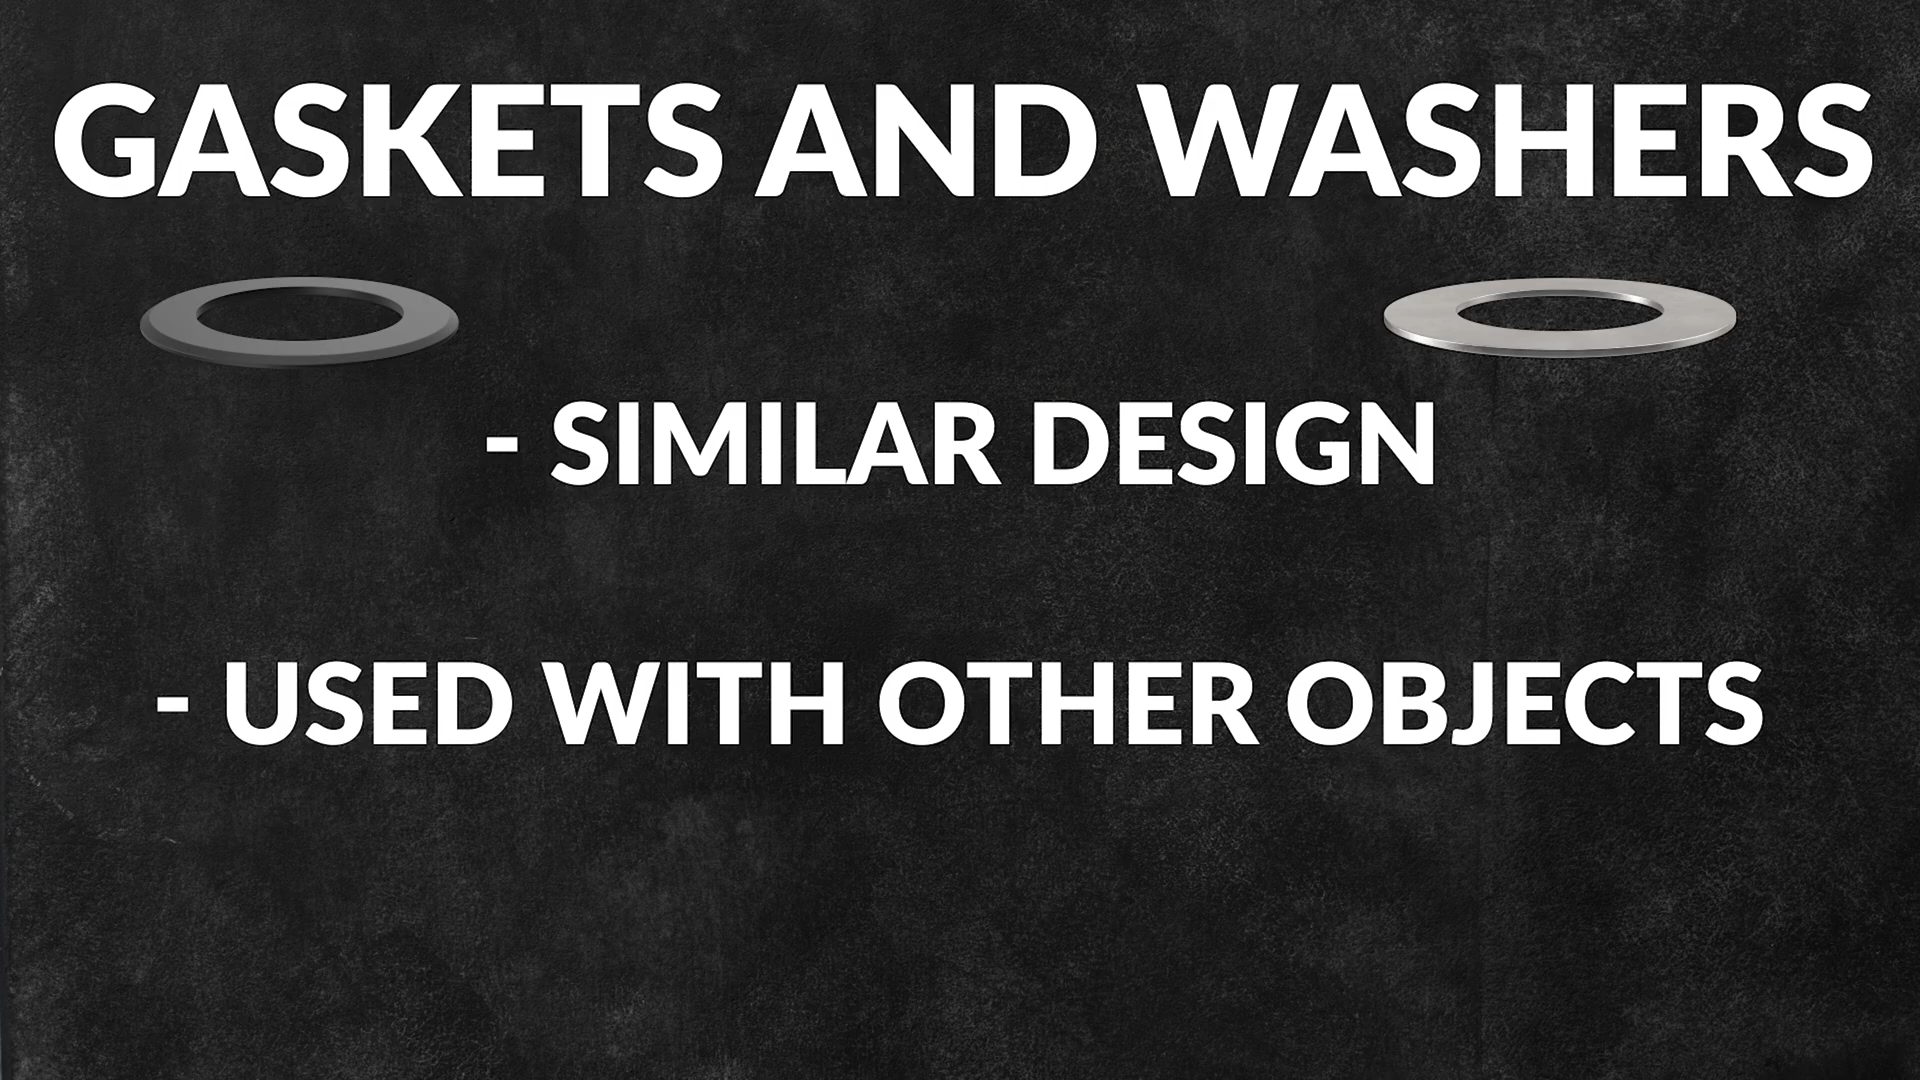 GASKETS AND WASHERS
- SIMILAR DESIGN
- USED WITH OTHER OBJECTS